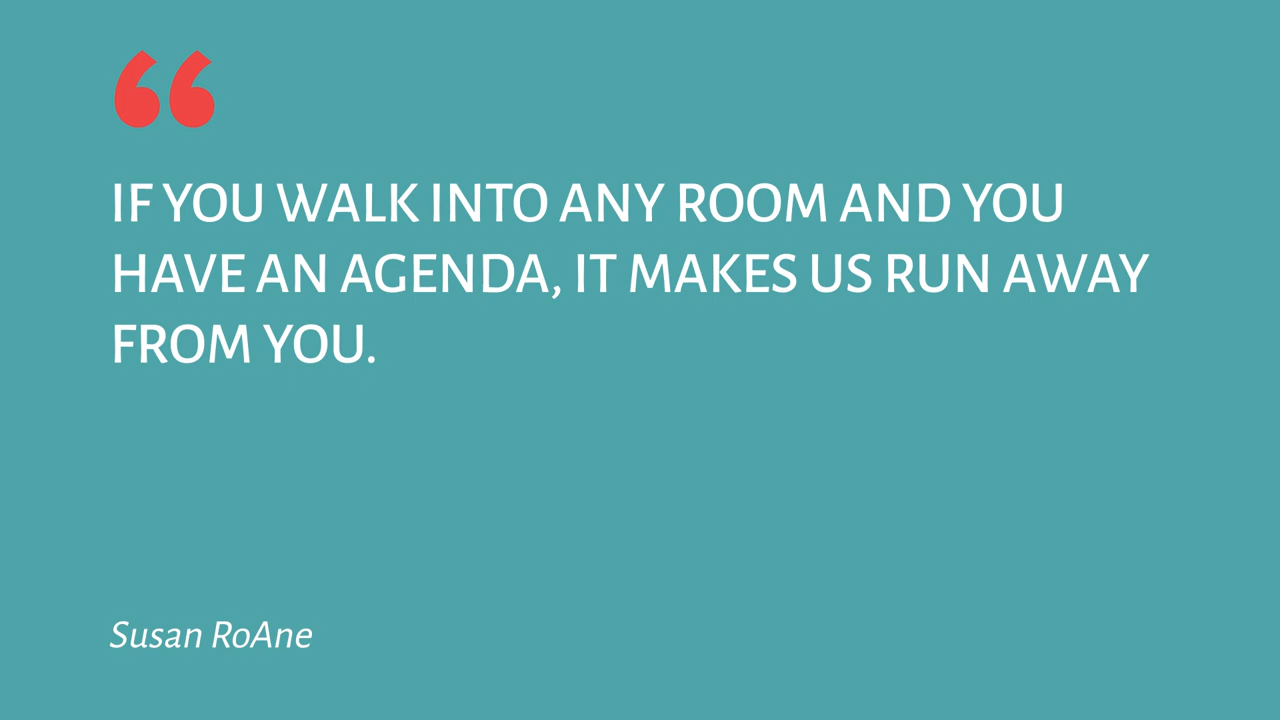 “
IF YOU WALK INTO ANY ROOM AND YOU
HAVE AN AGENDA, IT MAKES US RUN AWAY
FROM YOU.
Susan RoAne